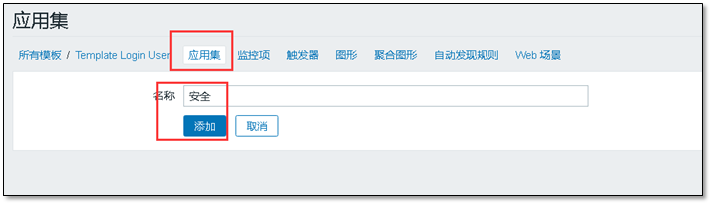 应用集
所有模板 / Template Login User 应用集 监控项 触发器 图形 聚合图形 自动发现规则 Web 场景
名称 安全
添加 取消